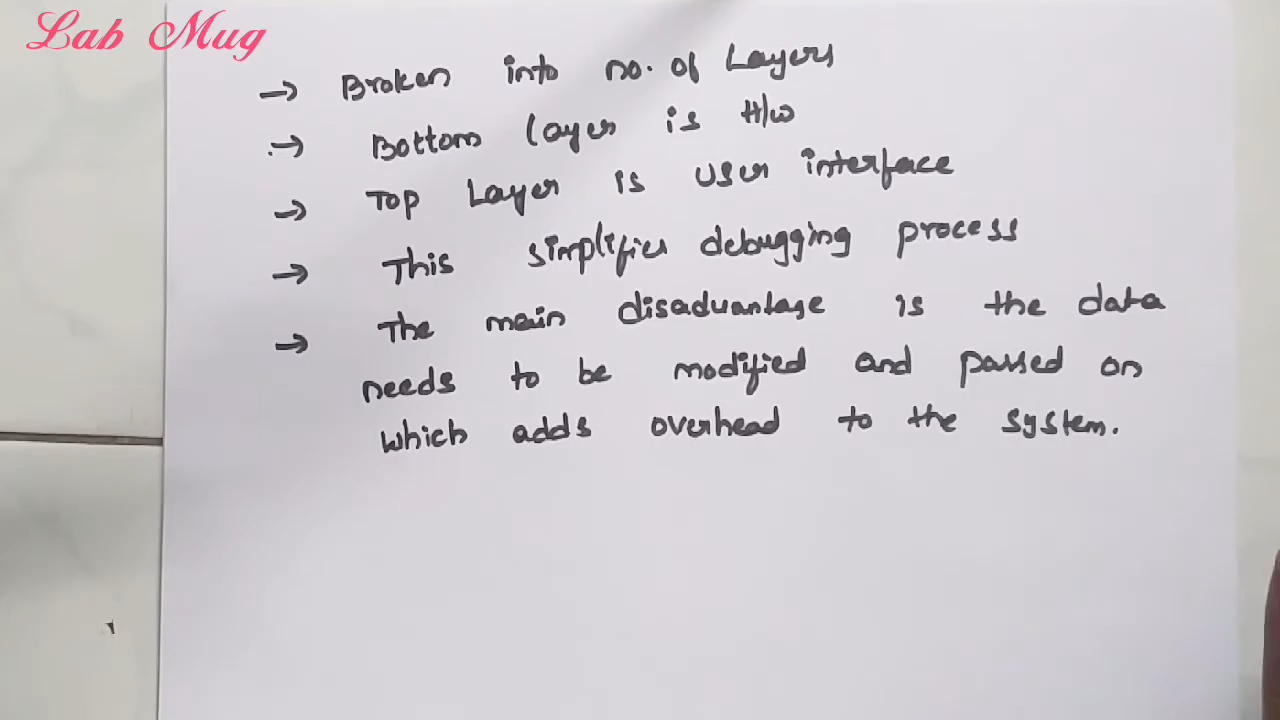 Lab Mug
→ Broken into no. of Layers
→ Bottom layer is H/W
→ Top Layer is user interface
→ This simplifies debugging process
→ The main disadvantage is the data
needs to be modified and passed on
which adds overhead to the system.